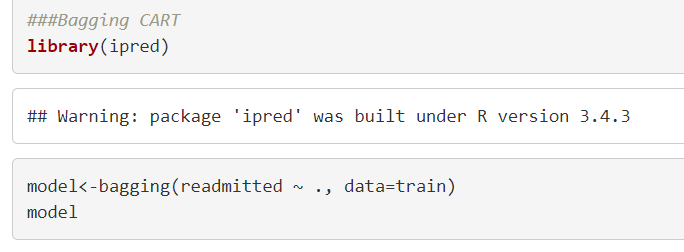 ###Bagging CART
library(ipred)
## Warning: package 'ipred' was built under R version 3.4.3
model<-bagging(readmitted ~ ., data=train)
model